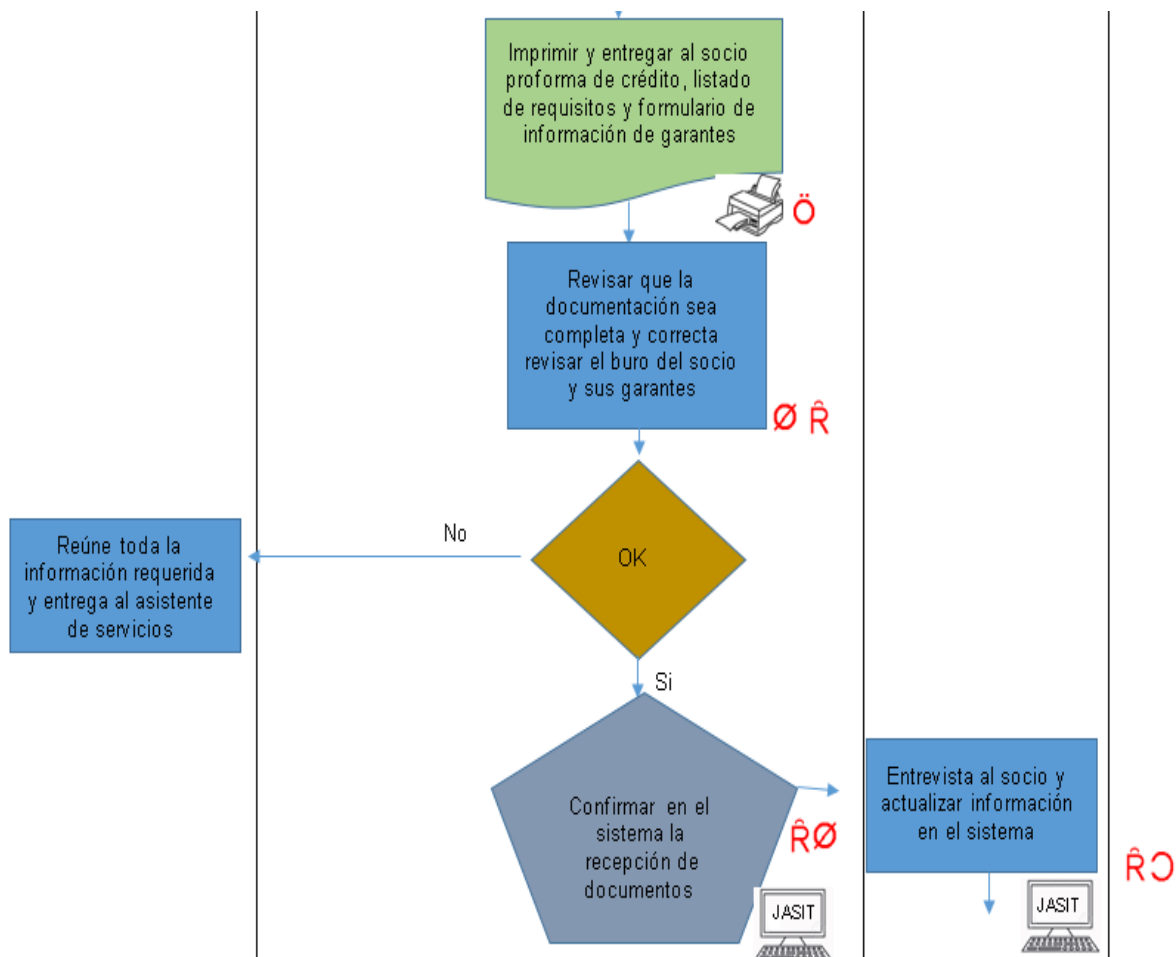 Imprimir y entregar al socio
proforma de crédito, listado
de requisitos y formulario de
información de garantes
Ö
Revisar que la
documentación sea
completa y correcta
revisar el buro del socio
y sus garantes
Ø R̂
No
OK
Reúne toda la
información requerida
y entrega al asistente
de servicios
Si
Confirmar en el
sistema la
recepción de
documentos
R̂Ø
JASIT
Entrevista al socio y
actualizar información
en el sistema
R̂Ɔ
JASIT